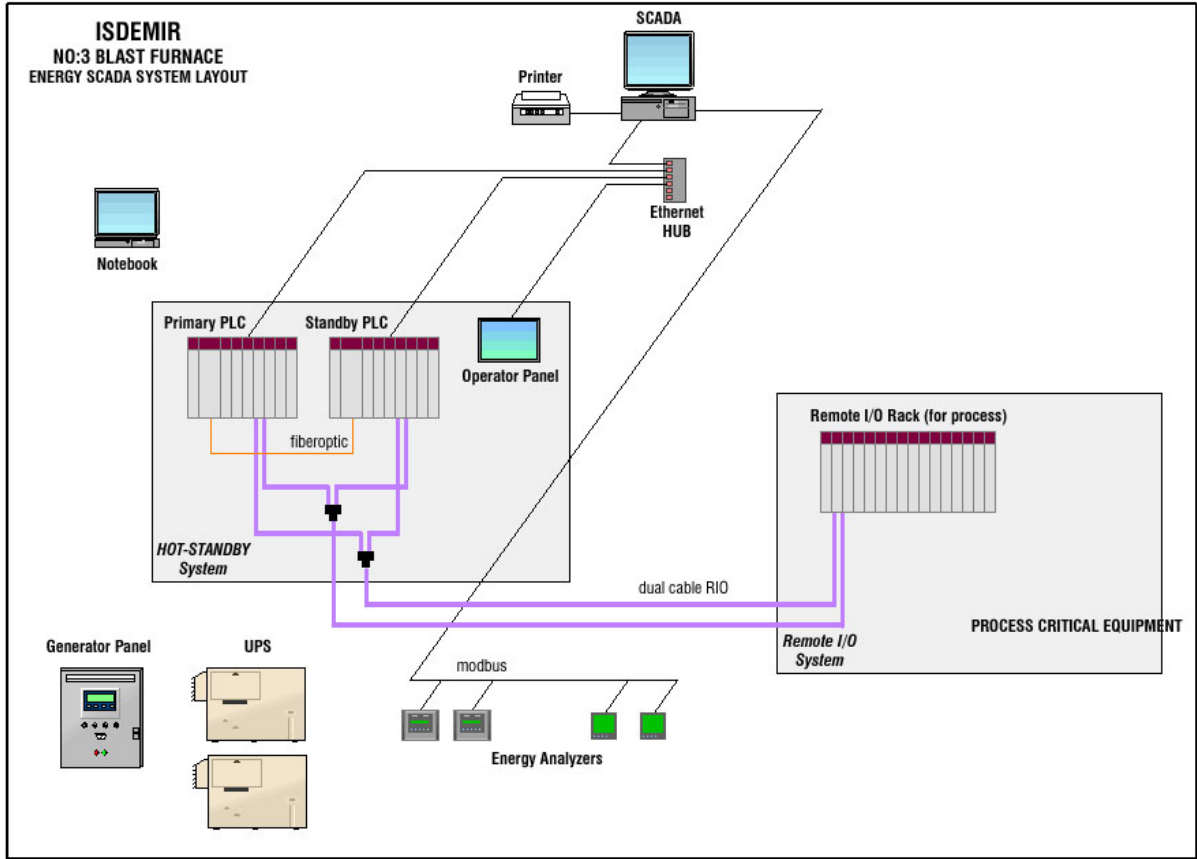 ISDEMIR
NO:3 BLAST FURNACE
ENERGY SCADA SYSTEM LAYOUT
SCADA
Printer
Ethernet
HUB
Notebook
Primary PLC
Standby PLC
Operator Panel
fiberoptic
HOT-STANDBY
System
Remote I/O Rack (for process)
dual cable RIO
PROCESS CRITICAL EQUIPMENT
Remote I/O
System
Generator Panel
UPS
modbus
Energy Analyzers